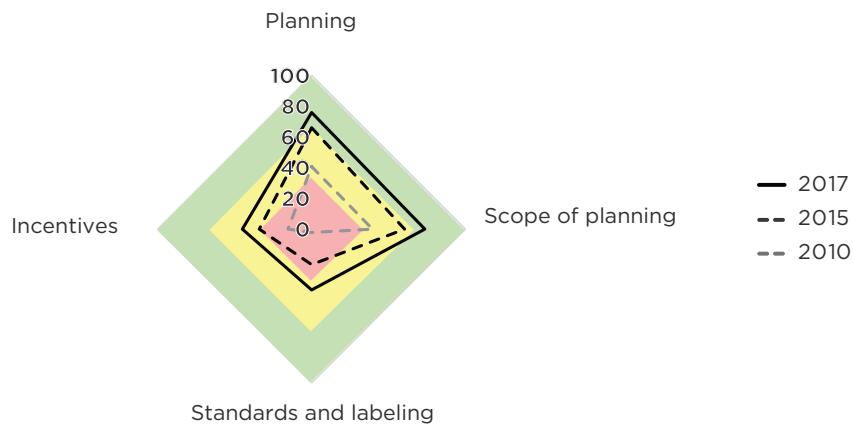 Planning
100
80
60
40
20
0
Incentives
Scope of planning
Standards and labeling
2017
2015
2010